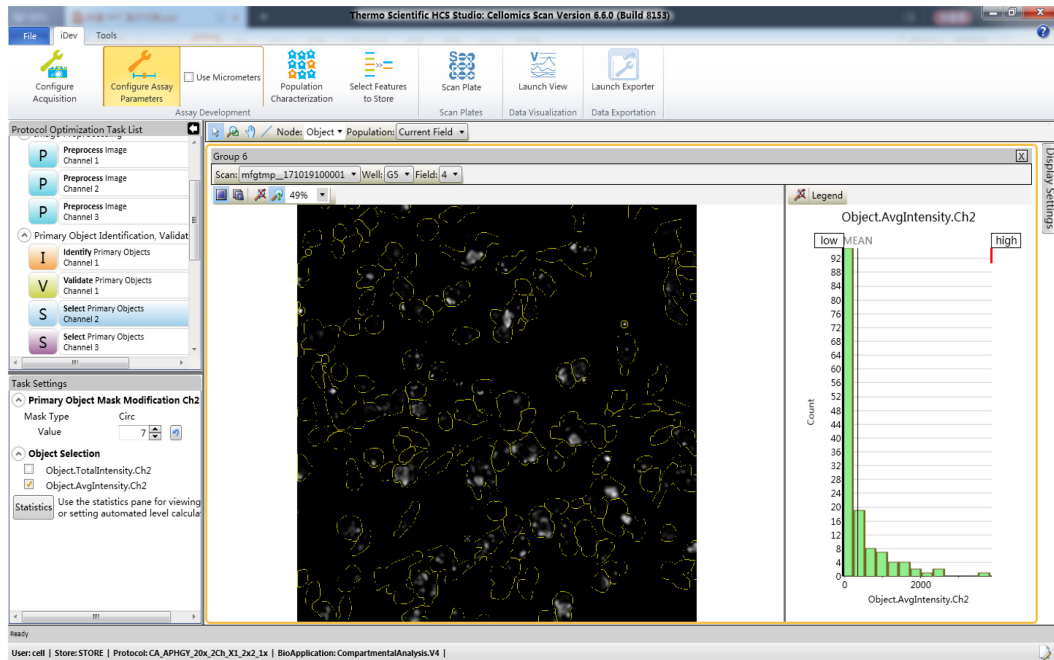 Thermo Scientific HCS Studio: Cellomics Scan Version 6.6.0 (Build 8153)
File iDev Tools
Configure Acquisition
Configure Assay Parameters
Use Micrometers
Population Characterization
Select Features to Store
Scan Plate
Launch View
Launch Exporter
Assay Development
Scan Plates
Data Visualization
Data Exportation
Protocol Optimization Task List
Node: Object Population: Current Field
Display Settings
P Preprocess Image
Channel 1
P Preprocess Image
Channel 2
P Preprocess Image
Channel 3
Primary Object Identification, Validat
I Identify Primary Objects
Channel 1
V Validate Primary Objects
Channel 1
S Select Primary Objects
Channel 2
S Select Primary Objects
Channel 3
Task Settings
Primary Object Mask Modification Ch2
Mask Type Circ
Value 7
Object Selection
Object.TotalIntensity.Ch2
Object.AvgIntensity.Ch2
Statistics
Use the statistics pane for viewing
or setting automated level calcula
Group 6 X
Scan: mfgtmp_171019100001 Well: G5 Field: 4
49%
Legend
Object.AvgIntensity.Ch2
low MEAN high
92
88
84
80
76
72
68
64
60
56
52
48
44
40
36
32
28
24
20
16
12
8
4
0
Count
0 2000
Object.AvgIntensity.Ch2
Ready
User: cell | Store: STORE | Protocol: CA_APHGY_20x_2Ch_X1_2x2_1x | BioApplication: CompartmentalAnalysis.V4 |